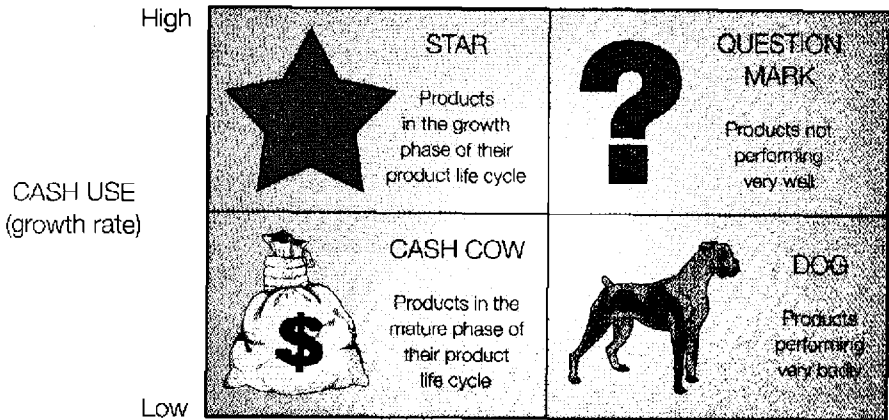 High
STAR
Products
in the growth
phase of their
product life cycle
QUESTION
MARK
Products not
performing
very well
CASH USE
(growth rate)
CASH COW
Products in the
mature phase of
their product
life cycle
$
DOG
Products
performing
very badly
Low